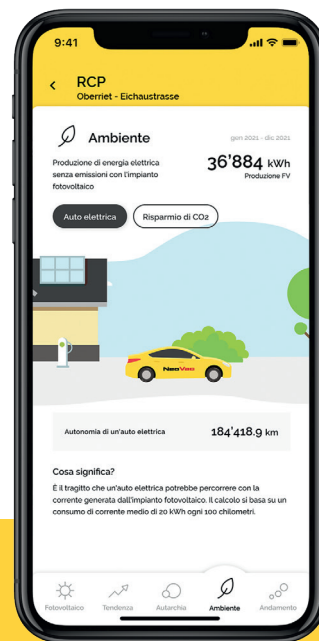 9:41
RCP
Oberriet - Eichaustrasse
Ambiente
gen 2021 - dic 2021
Produzione di energia elettrica
senza emissioni con l'impianto
fotovoltaico
36'884 kWh
Produzione FV
Auto elettrica
Risparmio di CO2
NeoVac
Autonomia di un'auto elettrica
184'418.9 km
Cosa significa?
È il tragitto che un'auto elettrica potrebbe percorrere con la
corrente generata dall'impianto fotovoltaico. Il calcolo si basa su un
consumo di corrente medio di 20 kWh ogni 100 chilometri.
Fotovoltaico
Tendenza
Autarchia
Ambiente
Andamento